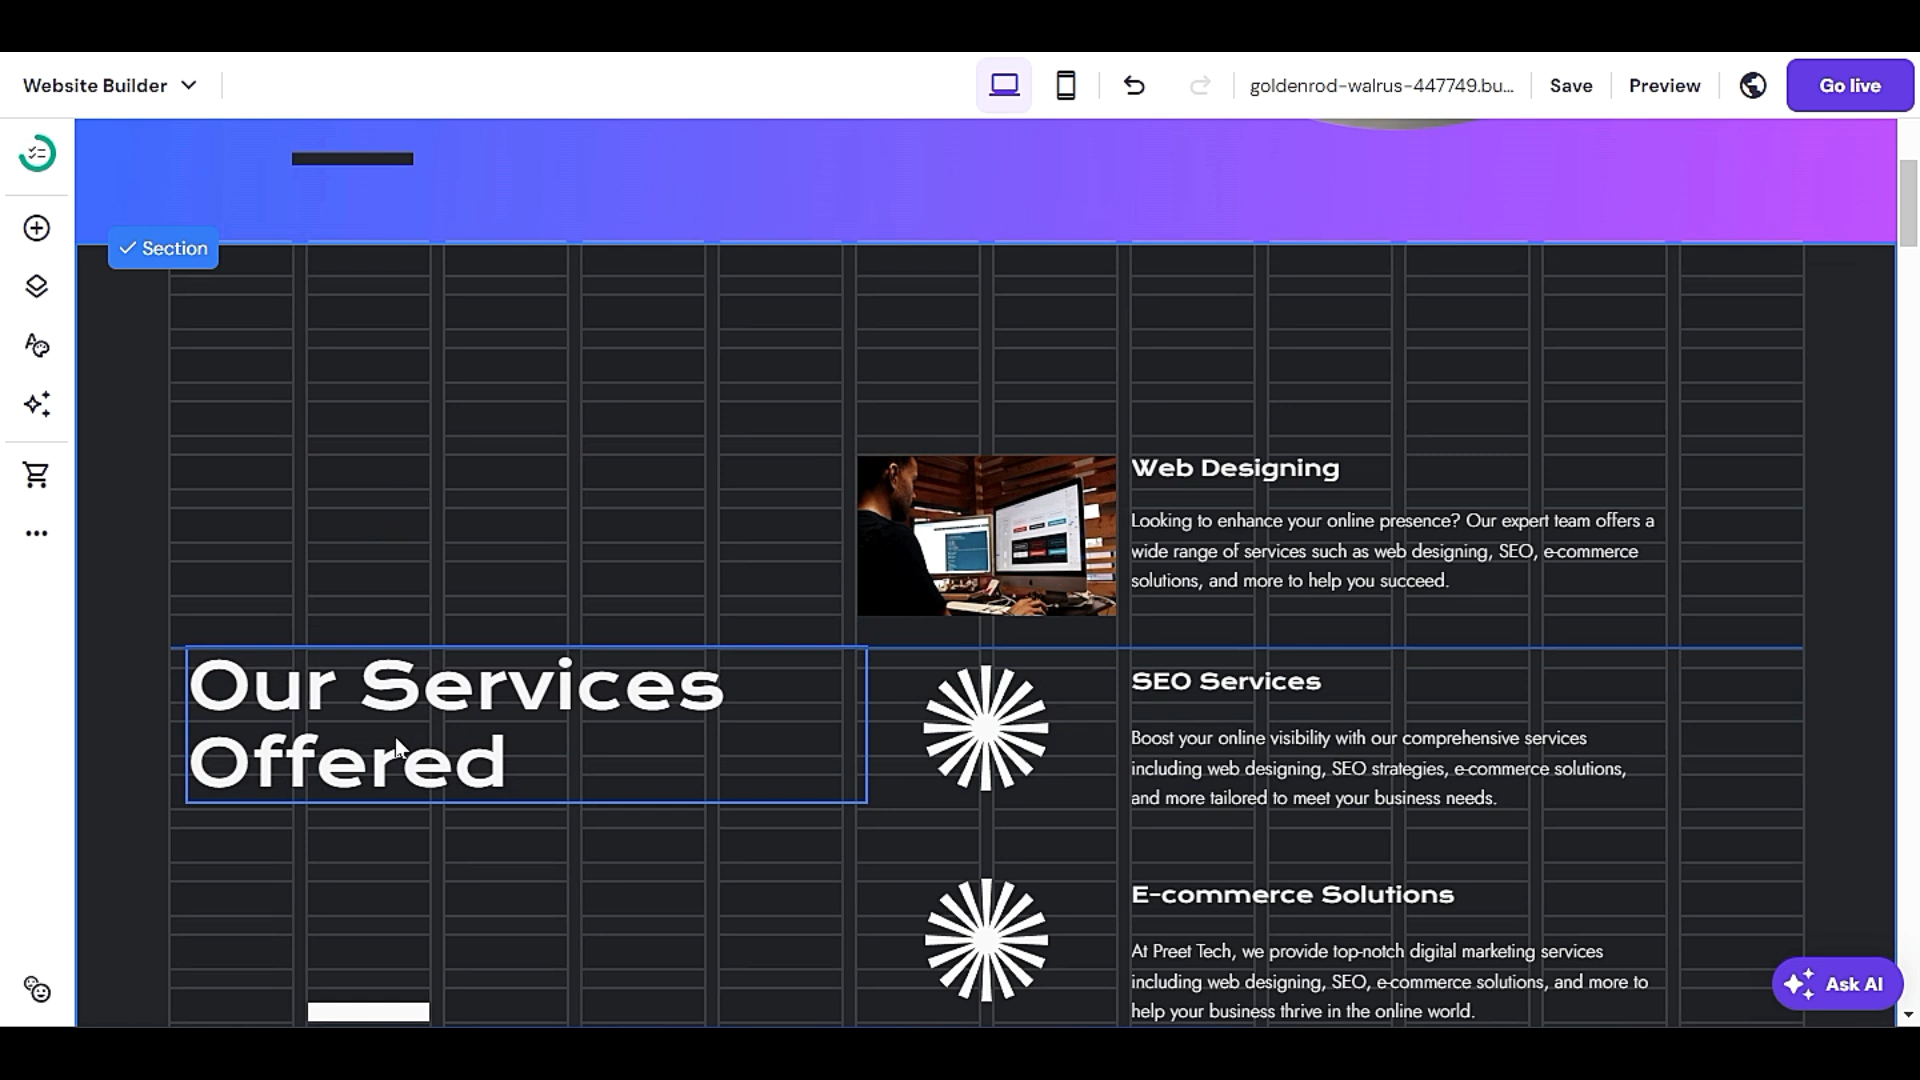 Website Builder
goldenrod-walrus-447749.bu...
Save
Preview
Go live
Section
Web Designing
Looking to enhance your online presence? Our expert team offers a
wide range of services such as web designing, SEO, e-commerce
solutions, and more to help you succeed.
Our Services
Offered
SEO Services
Boost your online visibility with our comprehensive services
including web designing, SEO strategies, e-commerce solutions,
and more tailored to meet your business needs.
E-commerce Solutions
At Preet Tech, we provide top-notch digital marketing services
including web designing, SEO, e-commerce solutions, and more to
help your business thrive in the online world.
Ask AI